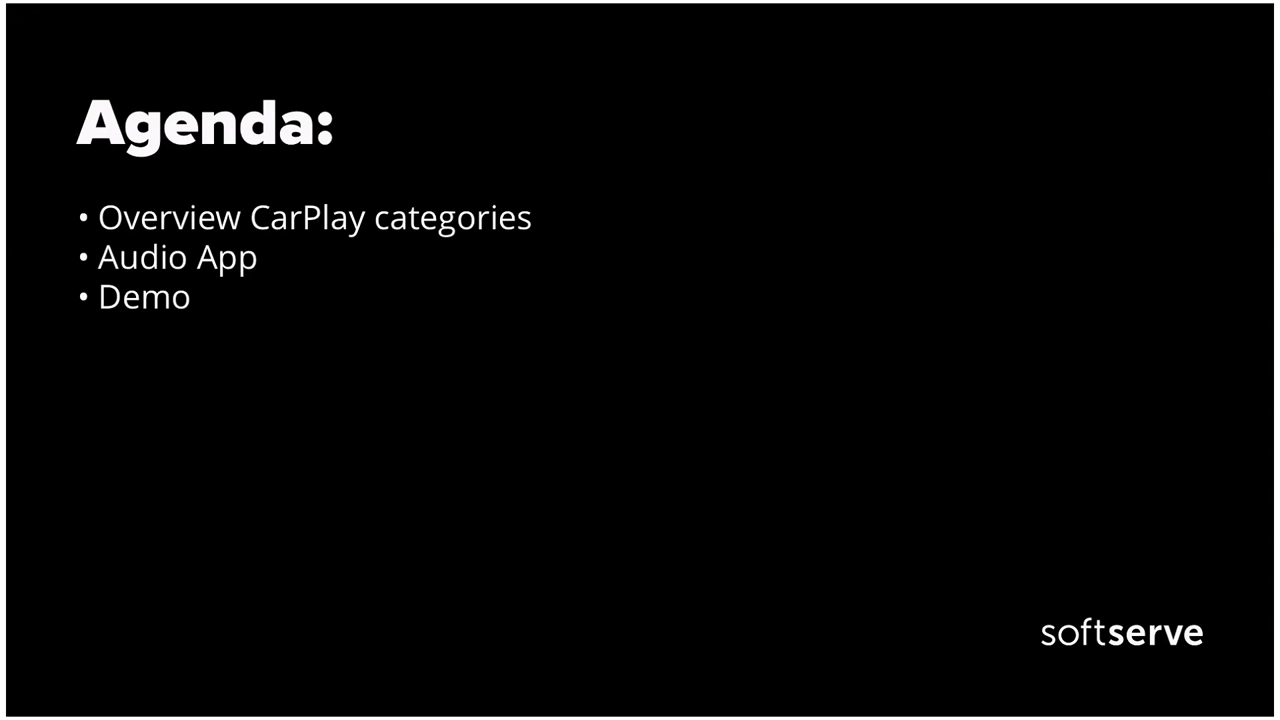 Agenda:
• Overview CarPlay categories
• Audio App
• Demo
softserve